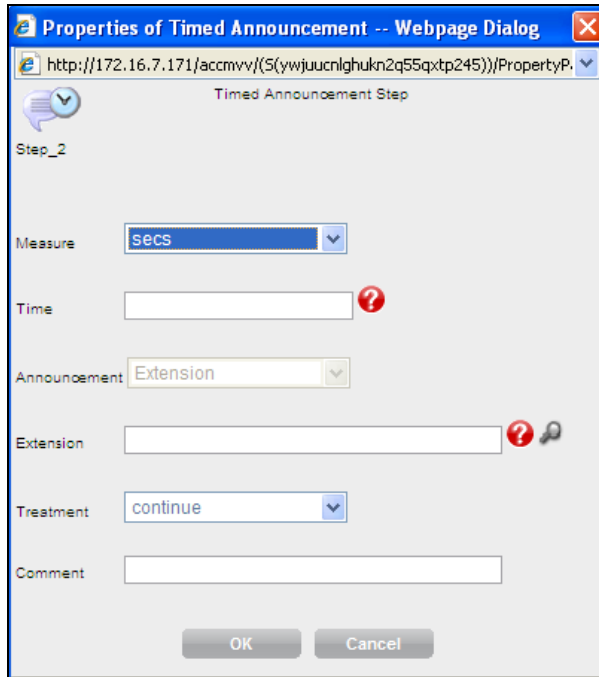 Properties of Timed Announcement -- Webpage Dialog
http://172.16.7.171/accmvv/(S(ywjuucnlghukn2q55qxtp245))/PropertyP.
Timed Announcement Step
Step_2
Measure secs
Time
Announcement Extension
Extension
Treatment continue
Comment
OK Cancel